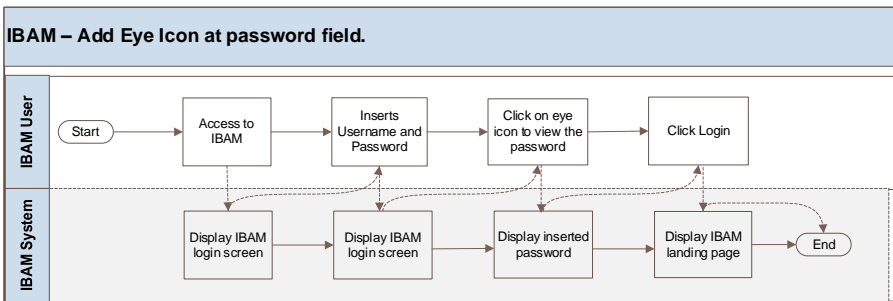 IBAM – Add Eye Icon at password field.
IBAM User
Start
Access to
IBAM
Inserts
Username and
Password
Click on eye
icon to view the
password
Click Login
IBAM System
Display IBAM
login screen
Display IBAM
login screen
Display inserted
password
Display IBAM
landing page
End